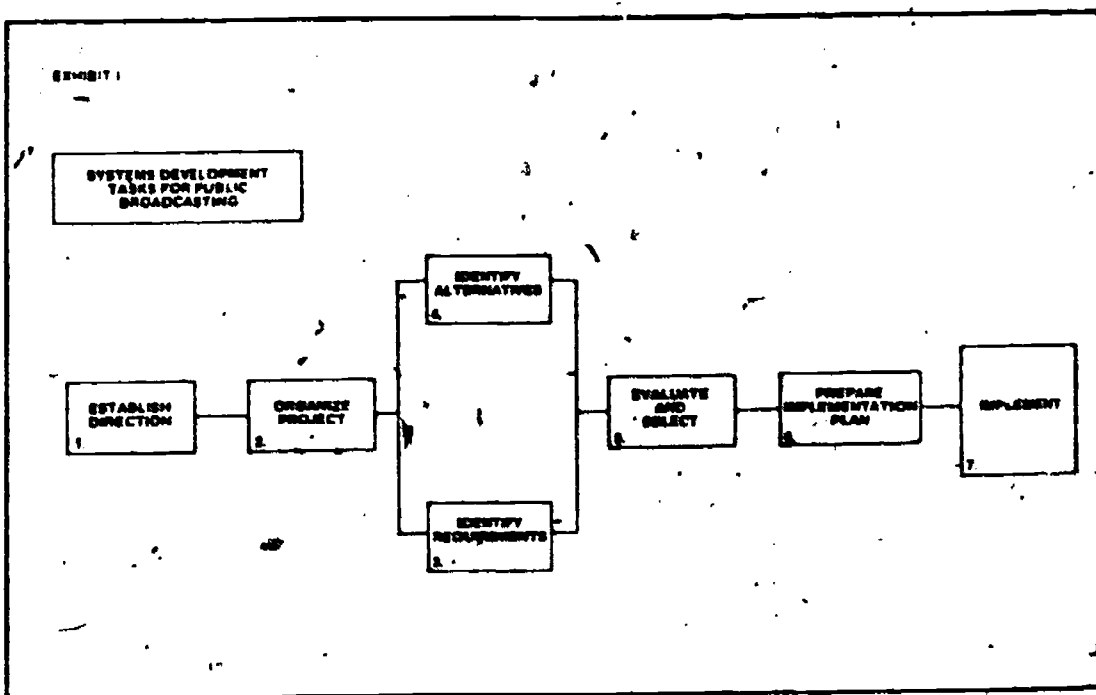 EXHIBIT I
SYSTEMS DEVELOPMENT
TASKS FOR PUBLIC
BROADCASTING
ESTABLISH
DIRECTION
1.
ORGANIZE
PROJECT
2.
IDENTIFY
ALTERNATIVES
4.
IDENTIFY
REQUIREMENTS
3.
EVALUATE
AND
SELECT
5.
PREPARE
IMPLEMENTATION
PLAN
6.
IMPLEMENT
7.